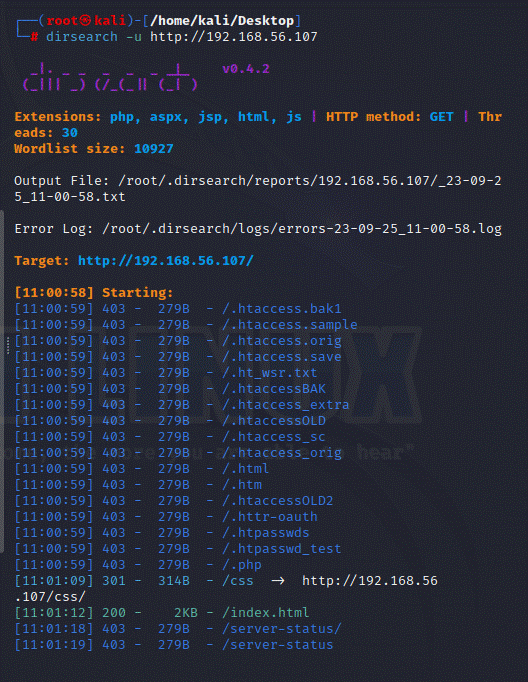 ┌──(root㉿kali)-[/home/kali/Desktop]
└─# dirsearch -u http://192.168.56.107
_|. _ _ _ _ _ _|_ v0.4.2
(_||| _) (/_(_|| (_| )
Extensions: php, aspx, jsp, html, js | HTTP method: GET | Thr
eads: 30
Wordlist size: 10927
Output File: /root/.dirsearch/reports/192.168.56.107/_23-09-2
5_11-00-58.txt
Error Log: /root/.dirsearch/logs/errors-23-09-25_11-00-58.log
Target: http://192.168.56.107/
[11:00:58] Starting:
[11:00:59] 403 - 279B - /.htaccess.bak1
[11:00:59] 403 - 279B - /.htaccess.sample
[11:00:59] 403 - 279B - /.htaccess.orig
[11:00:59] 403 - 279B - /.htaccess.save
[11:00:59] 403 - 279B - /.ht_wsr.txt
[11:00:59] 403 - 279B - /.htaccessBAK
[11:00:59] 403 - 279B - /.htaccess_extra
[11:00:59] 403 - 279B - /.htaccessOLD
[11:00:59] 403 - 279B - /.htaccess_sc
[11:00:59] 403 - 279B - /.htaccess_orig
[11:00:59] 403 - 279B - /.html
[11:00:59] 403 - 279B - /.htm
[11:00:59] 403 - 279B - /.htaccessOLD2
[11:00:59] 403 - 279B - /.httr-oauth
[11:00:59] 403 - 279B - /.htpasswds
[11:00:59] 403 - 279B - /.htpasswd_test
[11:00:59] 403 - 279B - /.php
[11:01:09] 301 - 314B - /css -> http://192.168.56
.107/css/
[11:01:12] 200 - 2KB - /index.html
[11:01:18] 403 - 279B - /server-status/
[11:01:19] 403 - 279B - /server-status